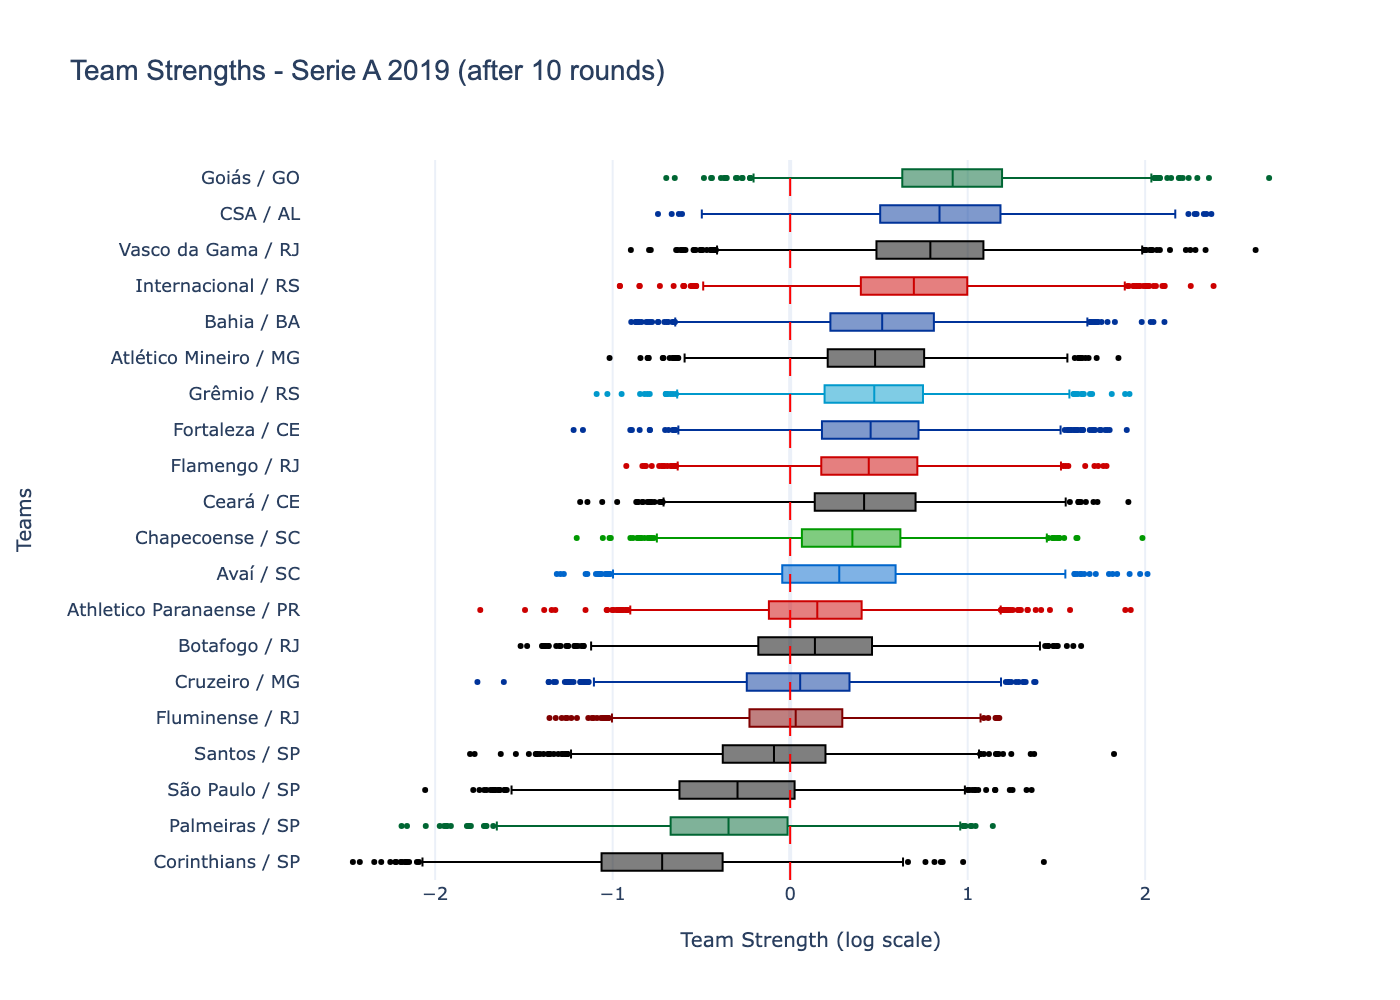 Team Strengths - Serie A 2019 (after 10 rounds)
Goiás / GO
CSA / AL
Vasco da Gama / RJ
Internacional / RS
Bahia / BA
Atlético Mineiro / MG
Grêmio / RS
Fortaleza / CE
Flamengo / RJ
Ceará / CE
Chapecoense / SC
Avaí / SC
Athletico Paranaense / PR
Botafogo / RJ
Cruzeiro / MG
Fluminense / RJ
Santos / SP
São Paulo / SP
Palmeiras / SP
Corinthians / SP
Teams
−2 −1 0 1 2
Team Strength (log scale)